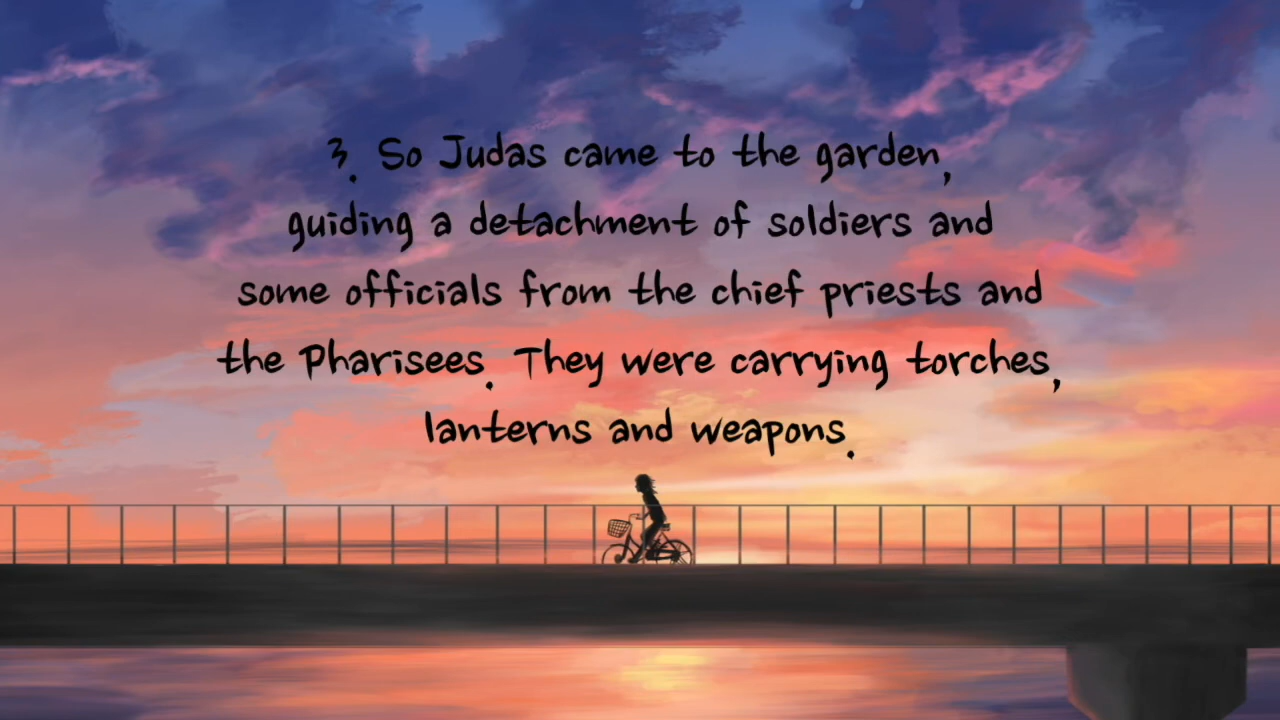 3. So Judas came to the garden,
guiding a detachment of soldiers and
some officials from the chief priests and
the Pharisees. They were carrying torches,
lanterns and weapons.